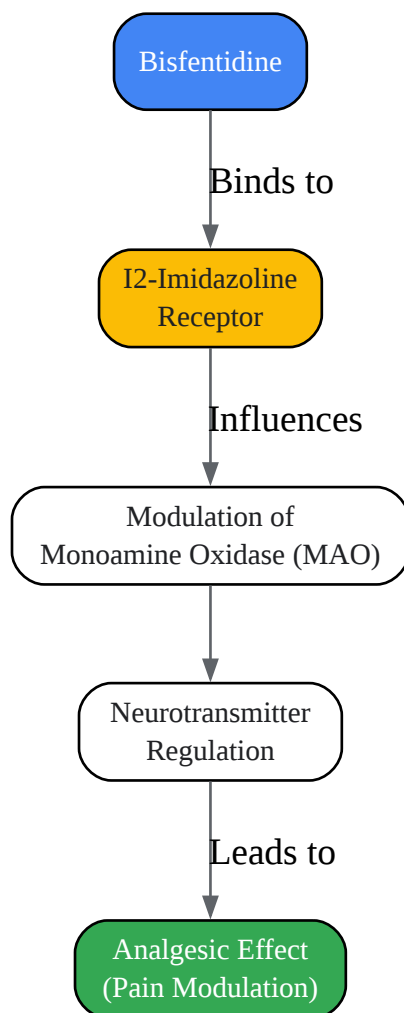 Bisfentidine
Binds to
I2-Imidazoline
Receptor
Influences
Modulation of
Monoamine Oxidase (MAO)
Neurotransmitter
Regulation
Leads to
Analgesic Effect
(Pain Modulation)